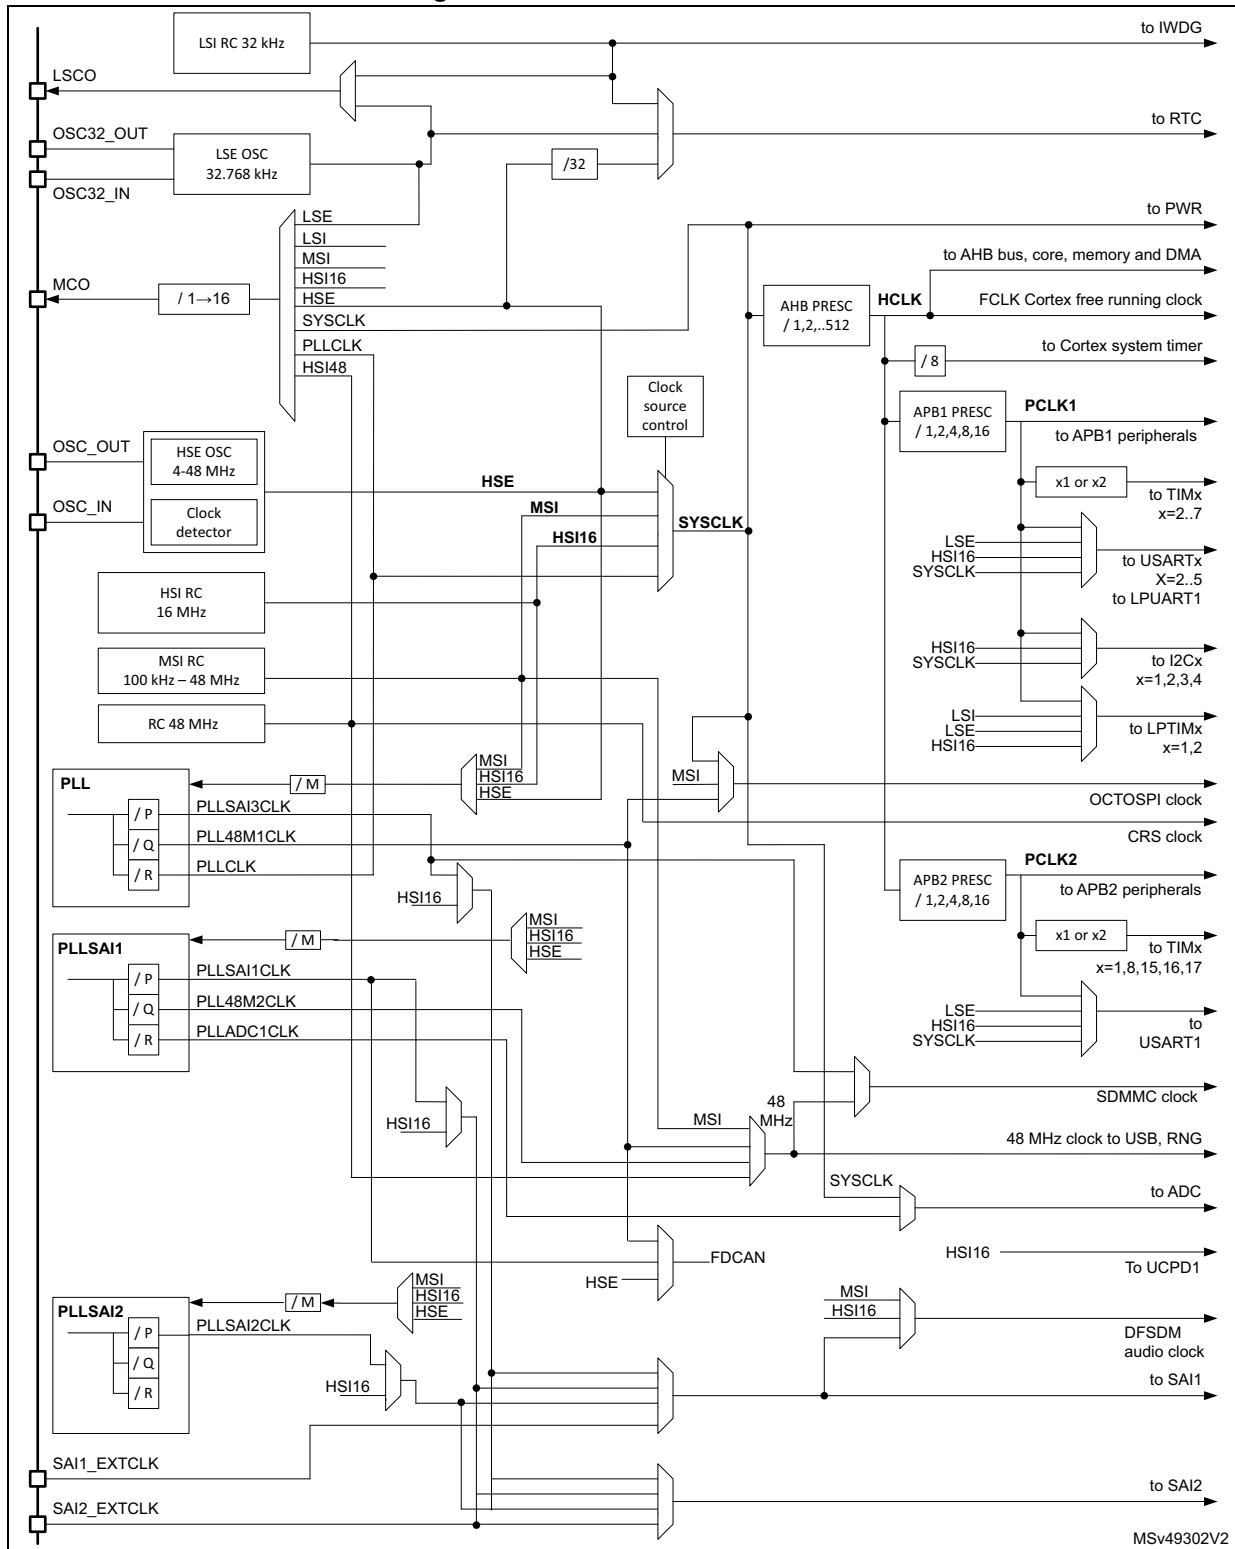 LSI RC 32 kHz
to IWDG
LSCO
to RTC
OSC32_OUT
LSE OSC
32.768 kHz
/32
OSC32_IN
LSE
to PWR
LSI
MSI
to AHB bus, core, memory and DMA
MCO
/ 1→16
HSI16
HSE
AHB PRESC
/ 1,2,..512
HCLK
FCLK Cortex free running clock
SYSCLK
PLLCLK
to Cortex system timer
HSI48
/ 8
Clock
source
control
APB1 PRESC
/ 1,2,4,8,16
PCLK1
to APB1 peripherals
OSC_OUT
HSE OSC
4-48 MHz
HSE
x1 or x2
to TIMx
x=2..7
OSC_IN
Clock
detector
MSI
HSI16
SYSCLK
LSE
HSI16
SYSCLK
to USARTx
X=2..5
to LPUART1
HSI RC
16 MHz
HSI16
SYSCLK
to I2Cx
x=1,2,3,4
MSI RC
100 kHz – 48 MHz
RC 48 MHz
LSI
LSE
HSI16
to LPTIMx
x=1,2
PLL
/ M
MSI
HSI16
HSE
MSI
OCTOSPI clock
/ P
PLLSAI3CLK
/ Q
PLL48M1CLK
CRS clock
/ R
PLLCLK
HSI16
APB2 PRESC
/ 1,2,4,8,16
PCLK2
to APB2 peripherals
PLLSAI1
/ M
MSI
HSI16
HSE
x1 or x2
to TIMx
x=1,8,15,16,17
/ P
PLLSAI1CLK
/ Q
PLL48M2CLK
/ R
PLLADC1CLK
LSE
HSI16
SYSCLK
to
USART1
HSI16
MSI
48
MHz
SDMMC clock
48 MHz clock to USB, RNG
SYSCLK
to ADC
FDCAN
HSE
HSI16
To UCPD1
PLLSAI2
/ M
MSI
HSI16
HSE
MSI
HSI16
DFSDM
audio clock
/ P
PLLSAI2CLK
/ Q
/ R
HSI16
to SAI1
SAI1_EXTCLK
to SAI2
SAI2_EXTCLK
MSv49302V2